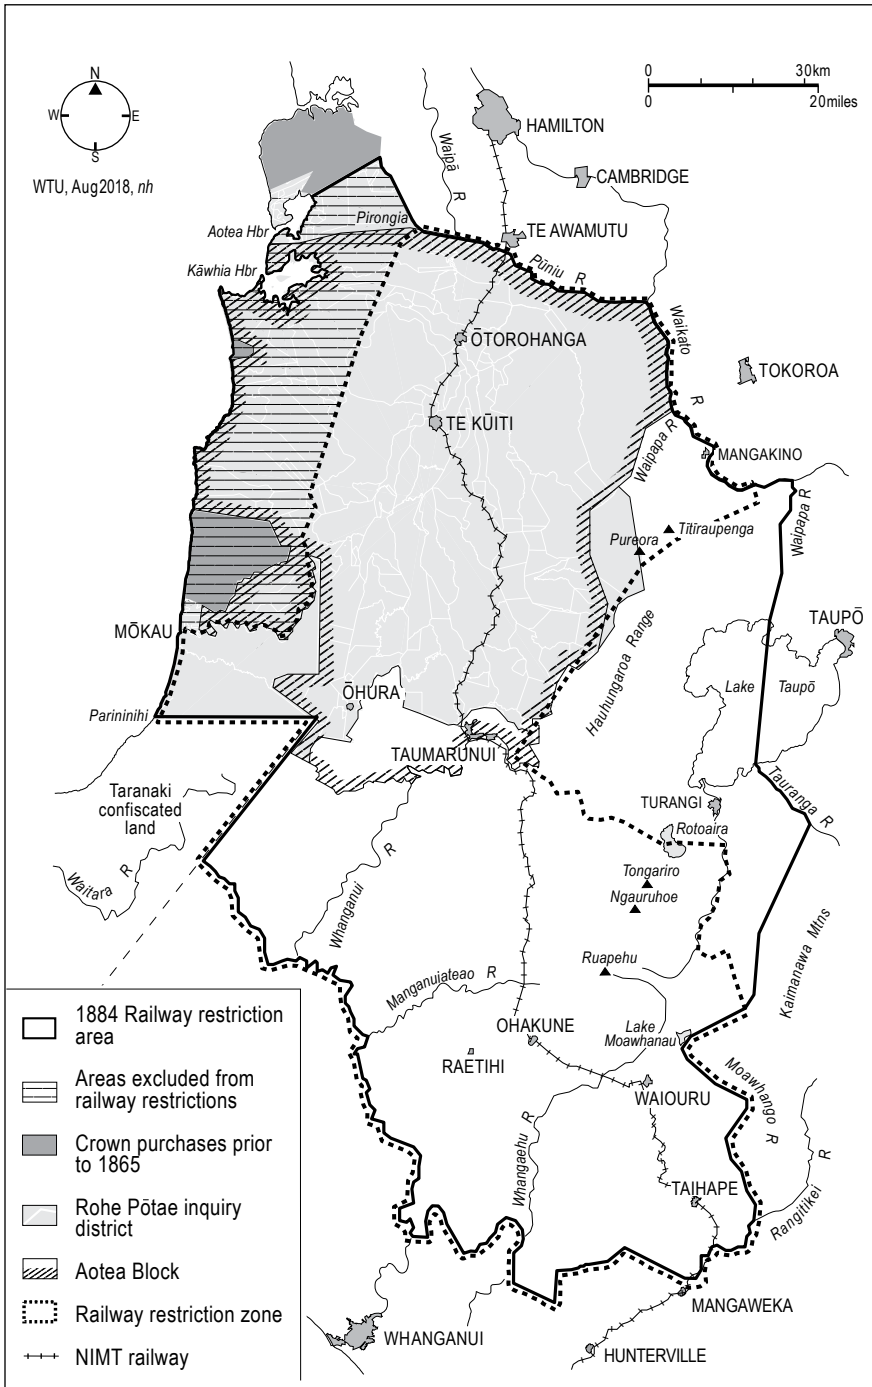 N
W
E
S
WTU, Aug2018, nh
0
30km
0
20miles
HAMILTON
Waipā R
CAMBRIDGE
Pirongia
Aotea Hbr
TE AWAMUTU
Kāwhia Hbr
Pūniu R
Waikato R
ŌTOROHANGA
TOKOROA
TE KŪITI
Waipapa R
MANGAKINO
Waipapa R
Titiraupenga
Pureora
MŌKAU
TAUPŌ
Hauhungaroa Range
Lake Taupō
ŌHURA
Parininihi
TAUMARUNUI
Taranaki
confiscated
land
TURANGI
Tauranga R
Rotoaira
Waitara R
Whanganui R
Tongariro
Ngauruhoe
Kaimanawa Mtns
Ruapehu
Manganuiateao R
OHAKUNE
Lake
Moawhanau
RAETIHI
WAIOURU
Moawhango R
Whangaehu R
TAIHAPE
Rangitikei R
MANGAWEKA
WHANGANUI
HUNTERVILLE
1884 Railway restriction
area
Areas excluded from
railway restrictions
Crown purchases prior
to 1865
Rohe Pōtae inquiry
district
Aotea Block
Railway restriction zone
NIMT railway